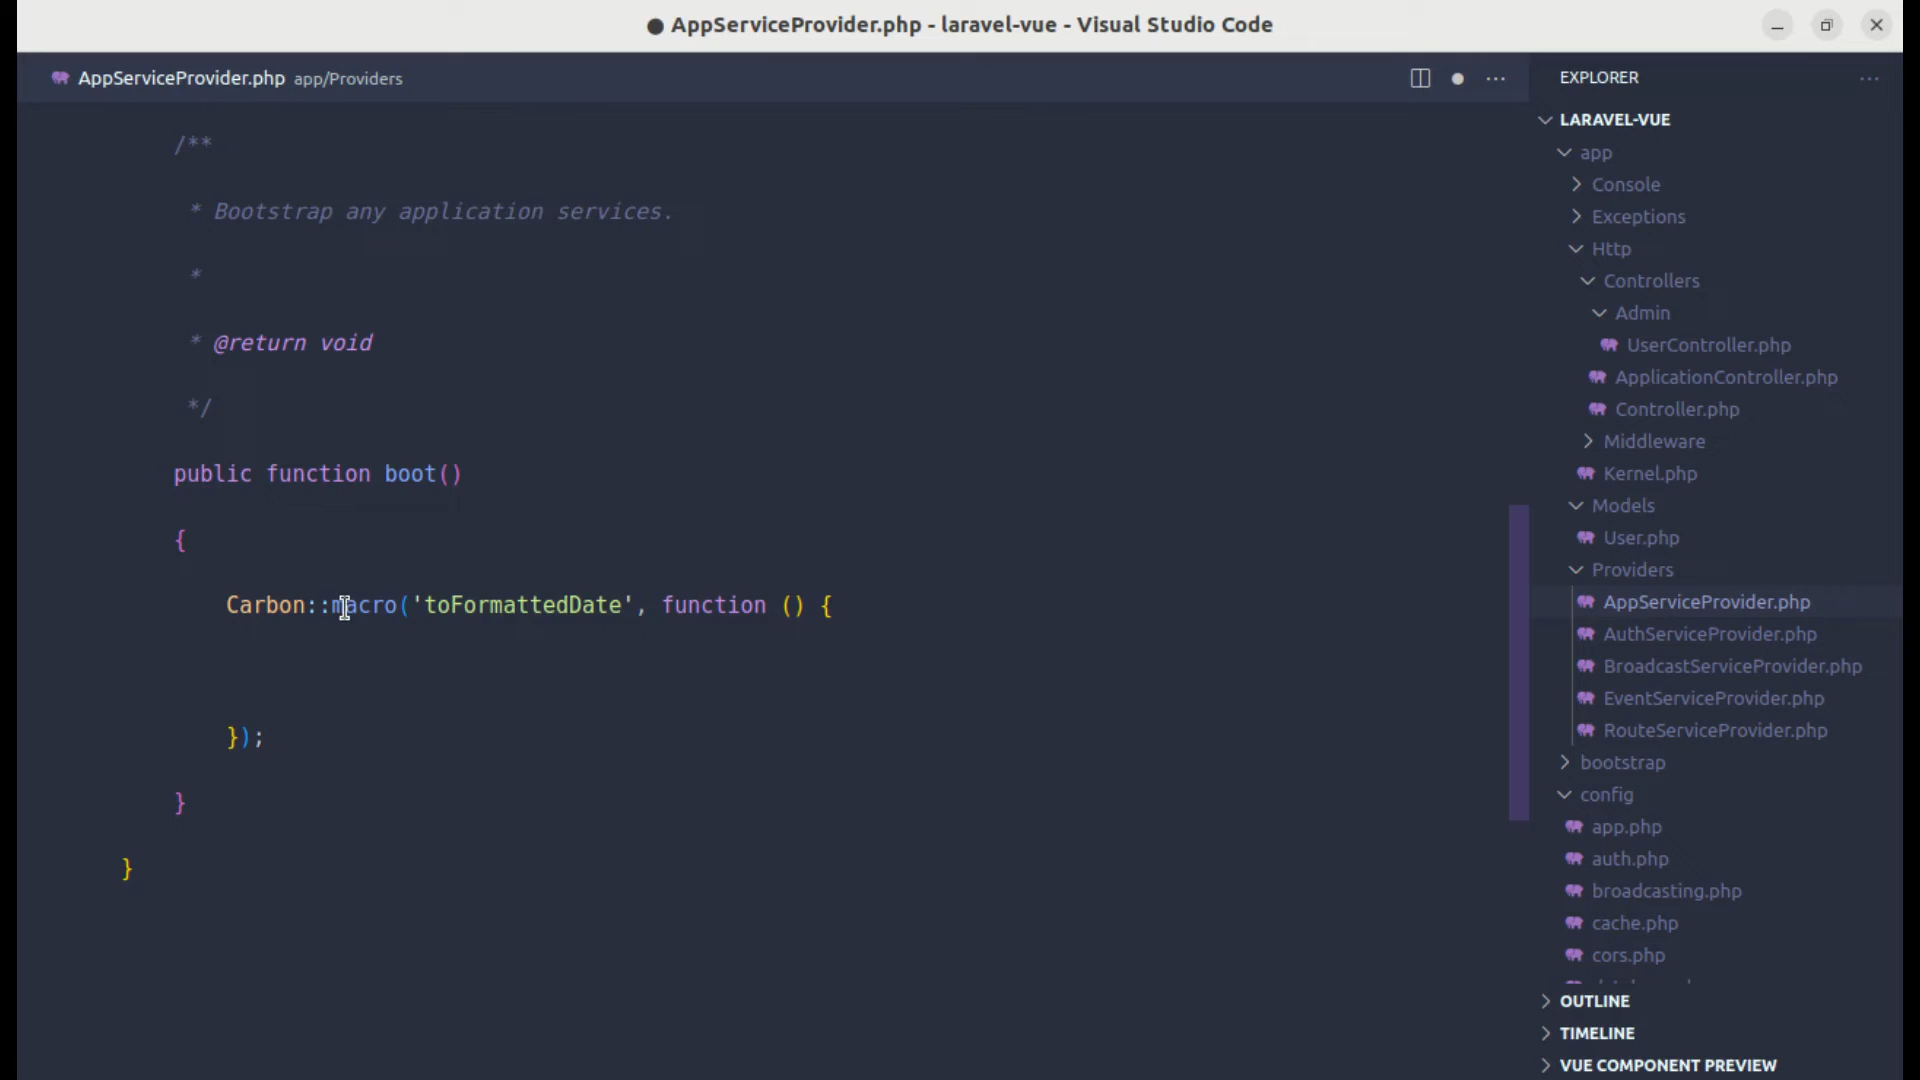 ● AppServiceProvider.php - laravel-vue - Visual Studio Code
AppServiceProvider.php app/Providers
/**
* Bootstrap any application services.
*
* @return void
*/
public function boot()
{
Carbon::macro('toFormattedDate', function () {
});
}
}
EXPLORER
LARAVEL-VUE
app
Console
Exceptions
Http
Controllers
Admin
UserController.php
ApplicationController.php
Controller.php
Middleware
Kernel.php
Models
User.php
Providers
AppServiceProvider.php
AuthServiceProvider.php
BroadcastServiceProvider.php
EventServiceProvider.php
RouteServiceProvider.php
bootstrap
config
app.php
auth.php
broadcasting.php
cache.php
cors.php
OUTLINE
TIMELINE
VUE COMPONENT PREVIEW